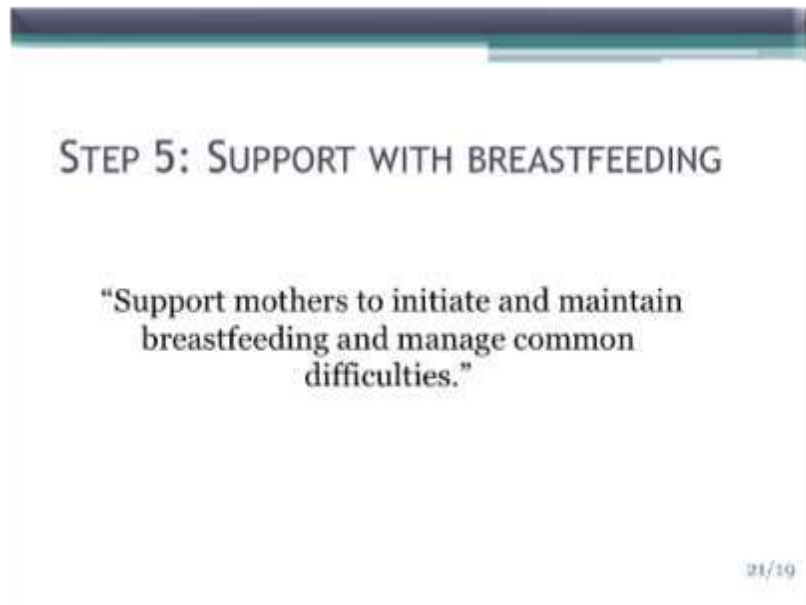 STEP 5: SUPPORT WITH BREASTFEEDING
“Support mothers to initiate and maintain
breastfeeding and manage common
difficulties.”
21/19